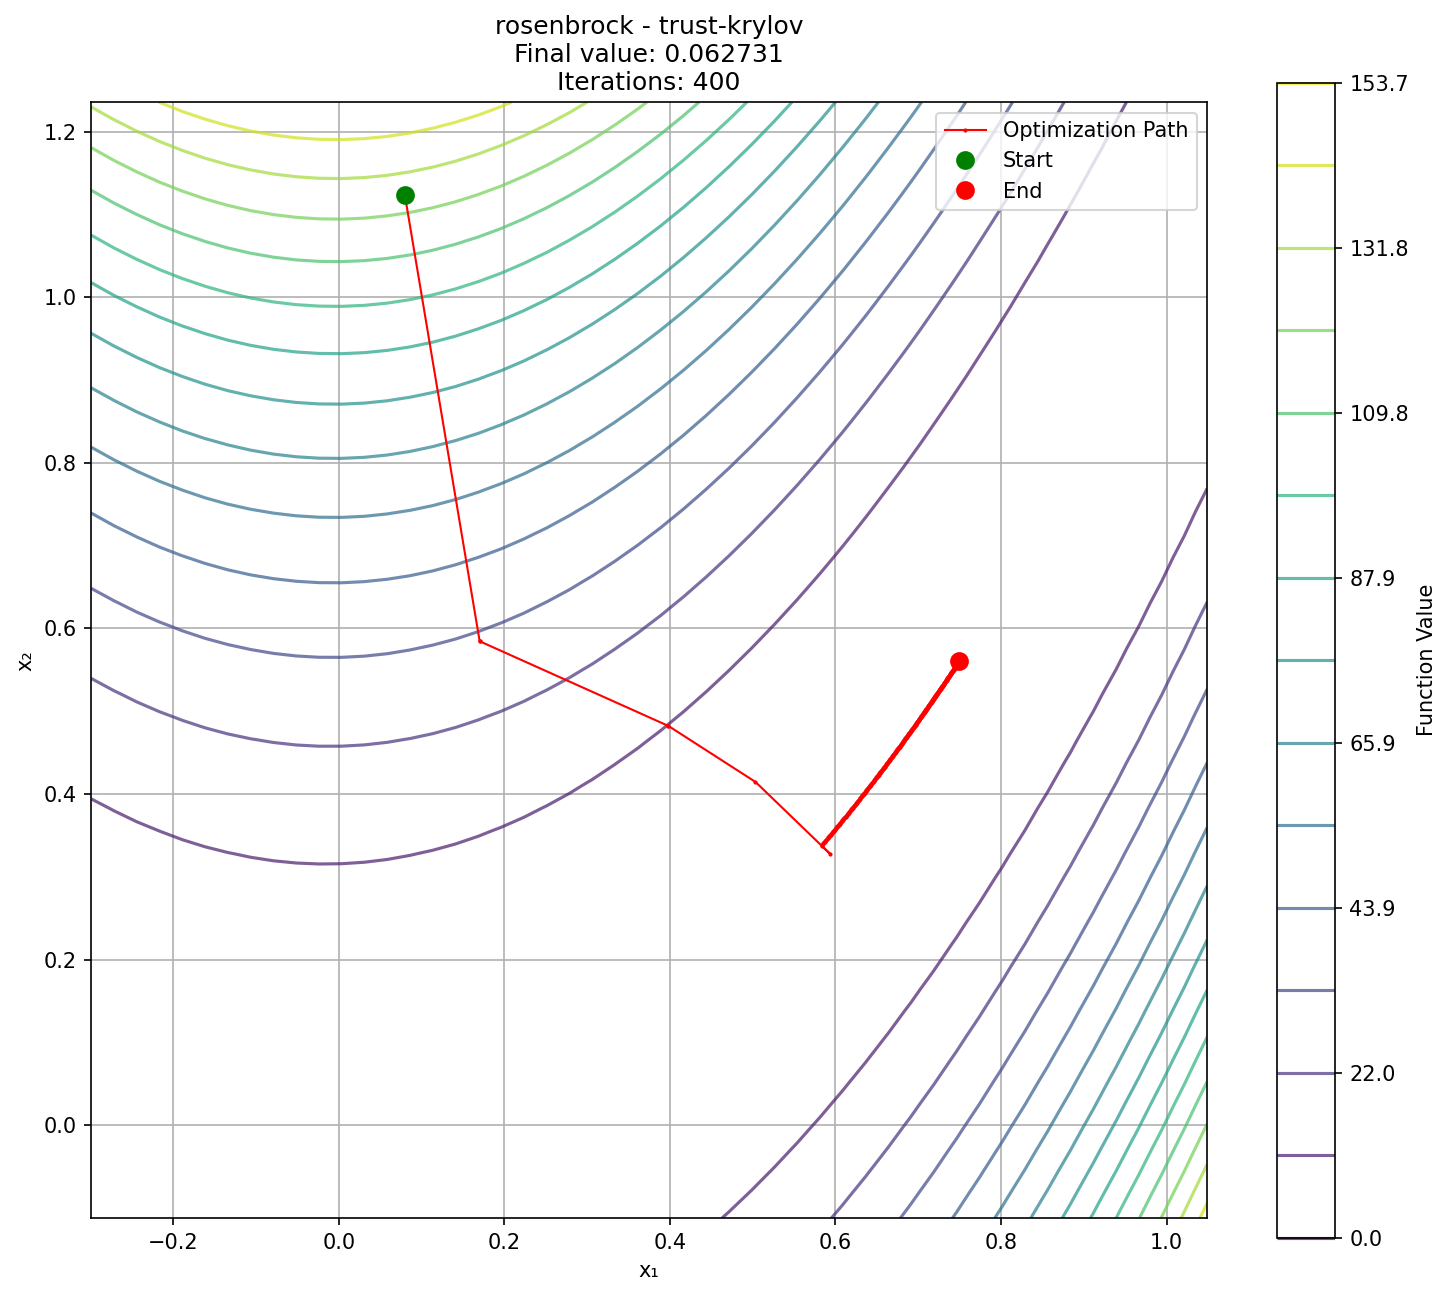 rosenbrock - trust-krylov
Final value: 0.062731
Iterations: 400
Optimization Path
Start
End
1.2
1.0
0.8
0.6
0.4
0.2
0.0
x₂
−0.2
0.0
0.2
0.4
0.6
0.8
1.0
x₁
153.7
131.8
109.8
87.9
65.9
43.9
22.0
0.0
Function Value